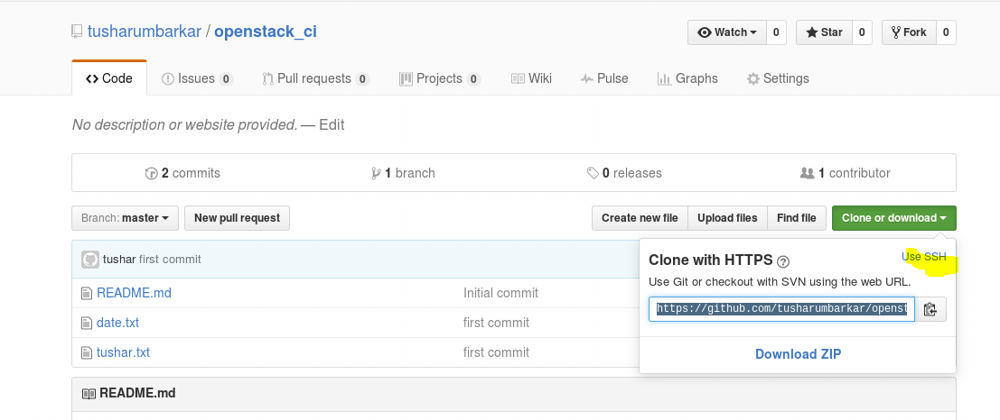 tusharumbarkar / openstack_ci
Watch 0 Star 0 Fork 0
Code Issues 0 Pull requests 0 Projects 0 Wiki Pulse Graphs Settings
No description or website provided. — Edit
2 commits 1 branch 0 releases 1 contributor
Branch: master New pull request Create new file Upload files Find file Clone or download
tushar first commit
README.md Initial commit
date.txt first commit
tushar.txt first commit
Clone with HTTPS ? Use SSH
Use Git or checkout with SVN using the web URL.
https://github.com/tusharumbarkar/openst
Download ZIP
README.md